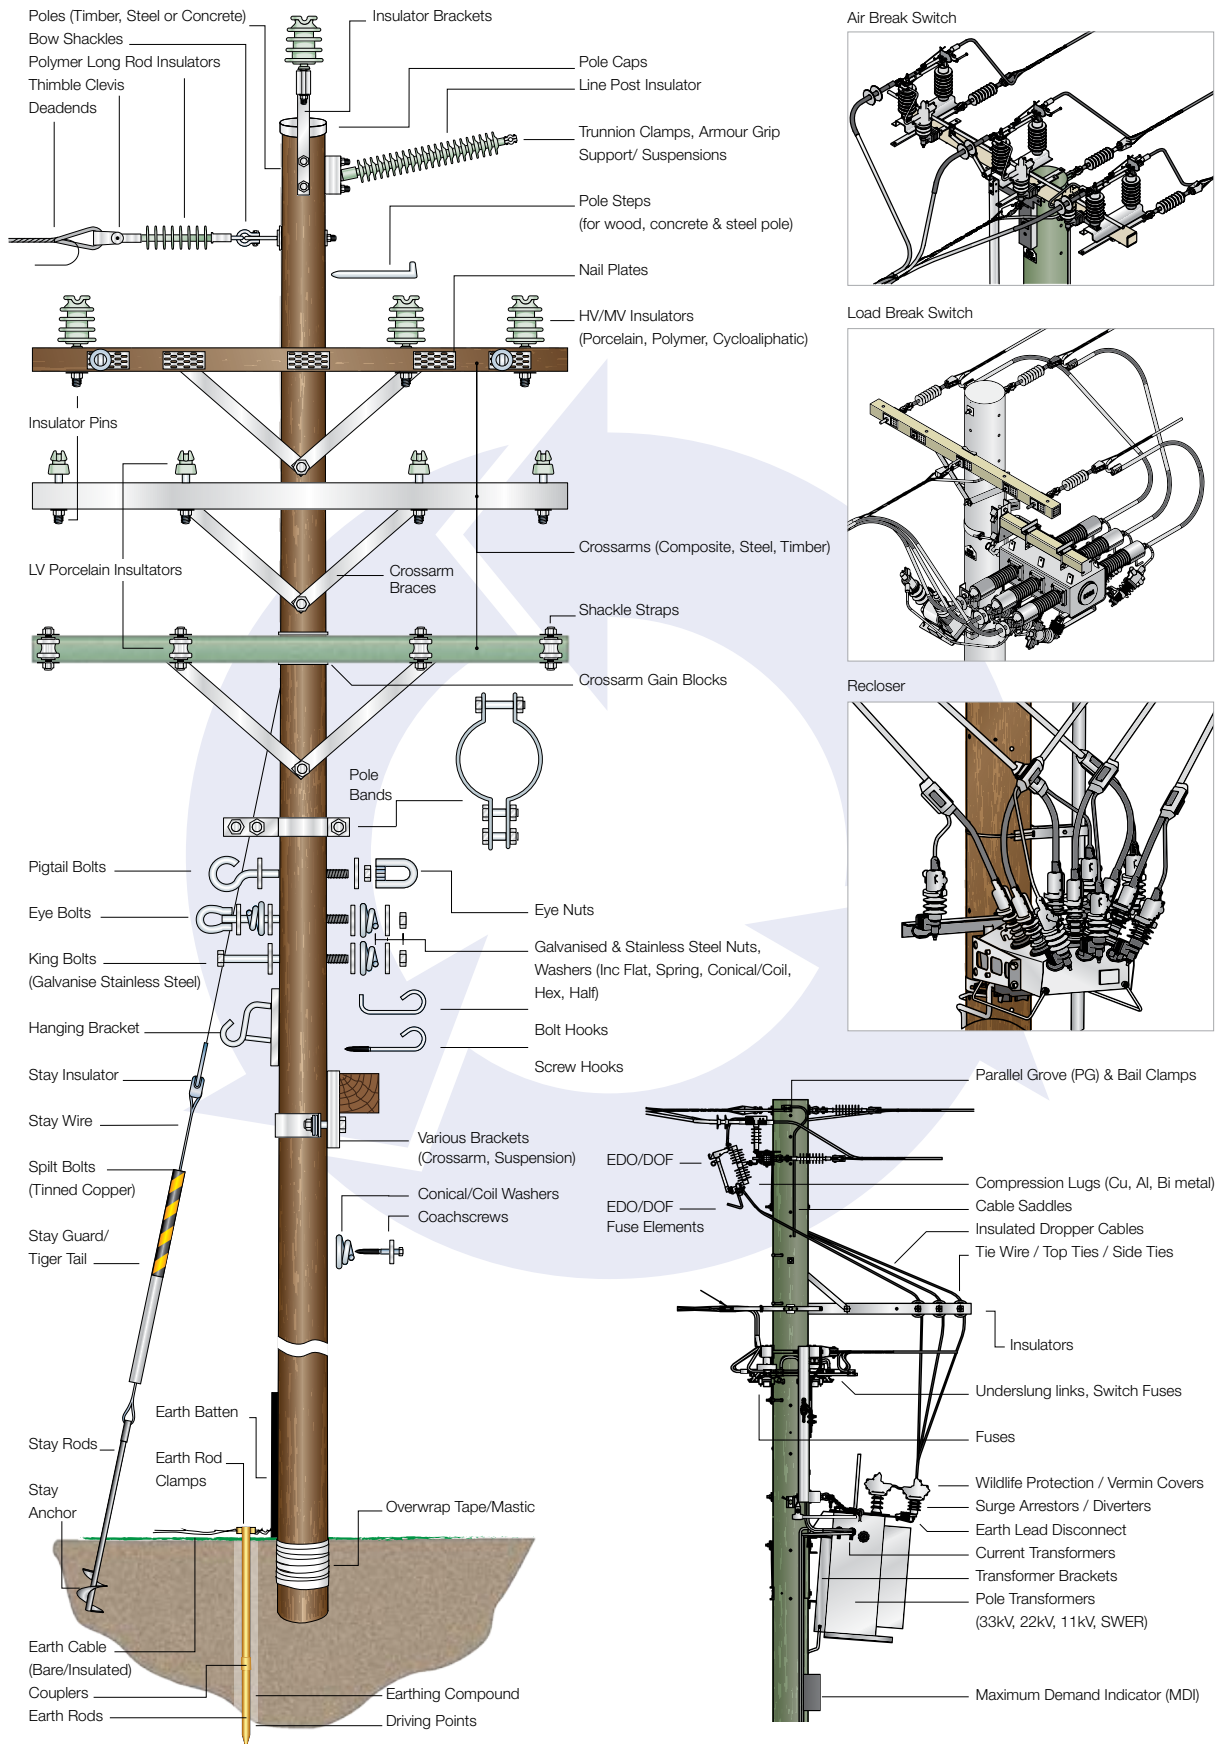 Poles (Timber, Steel or Concrete)
Bow Shackles
Polymer Long Rod Insulators
Thimble Clevis
Deadends
Insulator Brackets
Pole Caps
Line Post Insulator
Trunnion Clamps, Armour Grip
Support/ Suspensions
Pole Steps
(for wood, concrete & steel pole)
Nail Plates
HV/MV Insulators
(Porcelain, Polymer, Cycloaliphatic)
Insulator Pins
LV Porcelain Insultators
Crossarm
Braces
Crossarms (Composite, Steel, Timber)
Shackle Straps
Crossarm Gain Blocks
Pole
Bands
Pigtail Bolts
Eye Bolts
King Bolts
(Galvanise Stainless Steel)
Hanging Bracket
Stay Insulator
Stay Wire
Spilt Bolts
(Tinned Copper)
Stay Guard/
Tiger Tail
Eye Nuts
Galvanised & Stainless Steel Nuts,
Washers (Inc Flat, Spring, Conical/Coil,
Hex, Half)
Bolt Hooks
Screw Hooks
Various Brackets
(Crossarm, Suspension)
Conical/Coil Washers
Coachscrews
Earth Batten
Stay Rods
Earth Rod
Clamps
Stay
Anchor
Overwrap Tape/Mastic
Earth Cable
(Bare/Insulated)
Couplers
Earth Rods
Earthing Compound
Driving Points
Air Break Switch
Load Break Switch
Recloser
Parallel Grove (PG) & Bail Clamps
EDO/DOF
EDO/DOF
Fuse Elements
Compression Lugs (Cu, Al, Bi metal)
Cable Saddles
Insulated Dropper Cables
Tie Wire / Top Ties / Side Ties
Insulators
Underslung links, Switch Fuses
Fuses
Wildlife Protection / Vermin Covers
Surge Arrestors / Diverters
Earth Lead Disconnect
Current Transformers
Transformer Brackets
Pole Transformers
(33kV, 22kV, 11kV, SWER)
Maximum Demand Indicator (MDI)